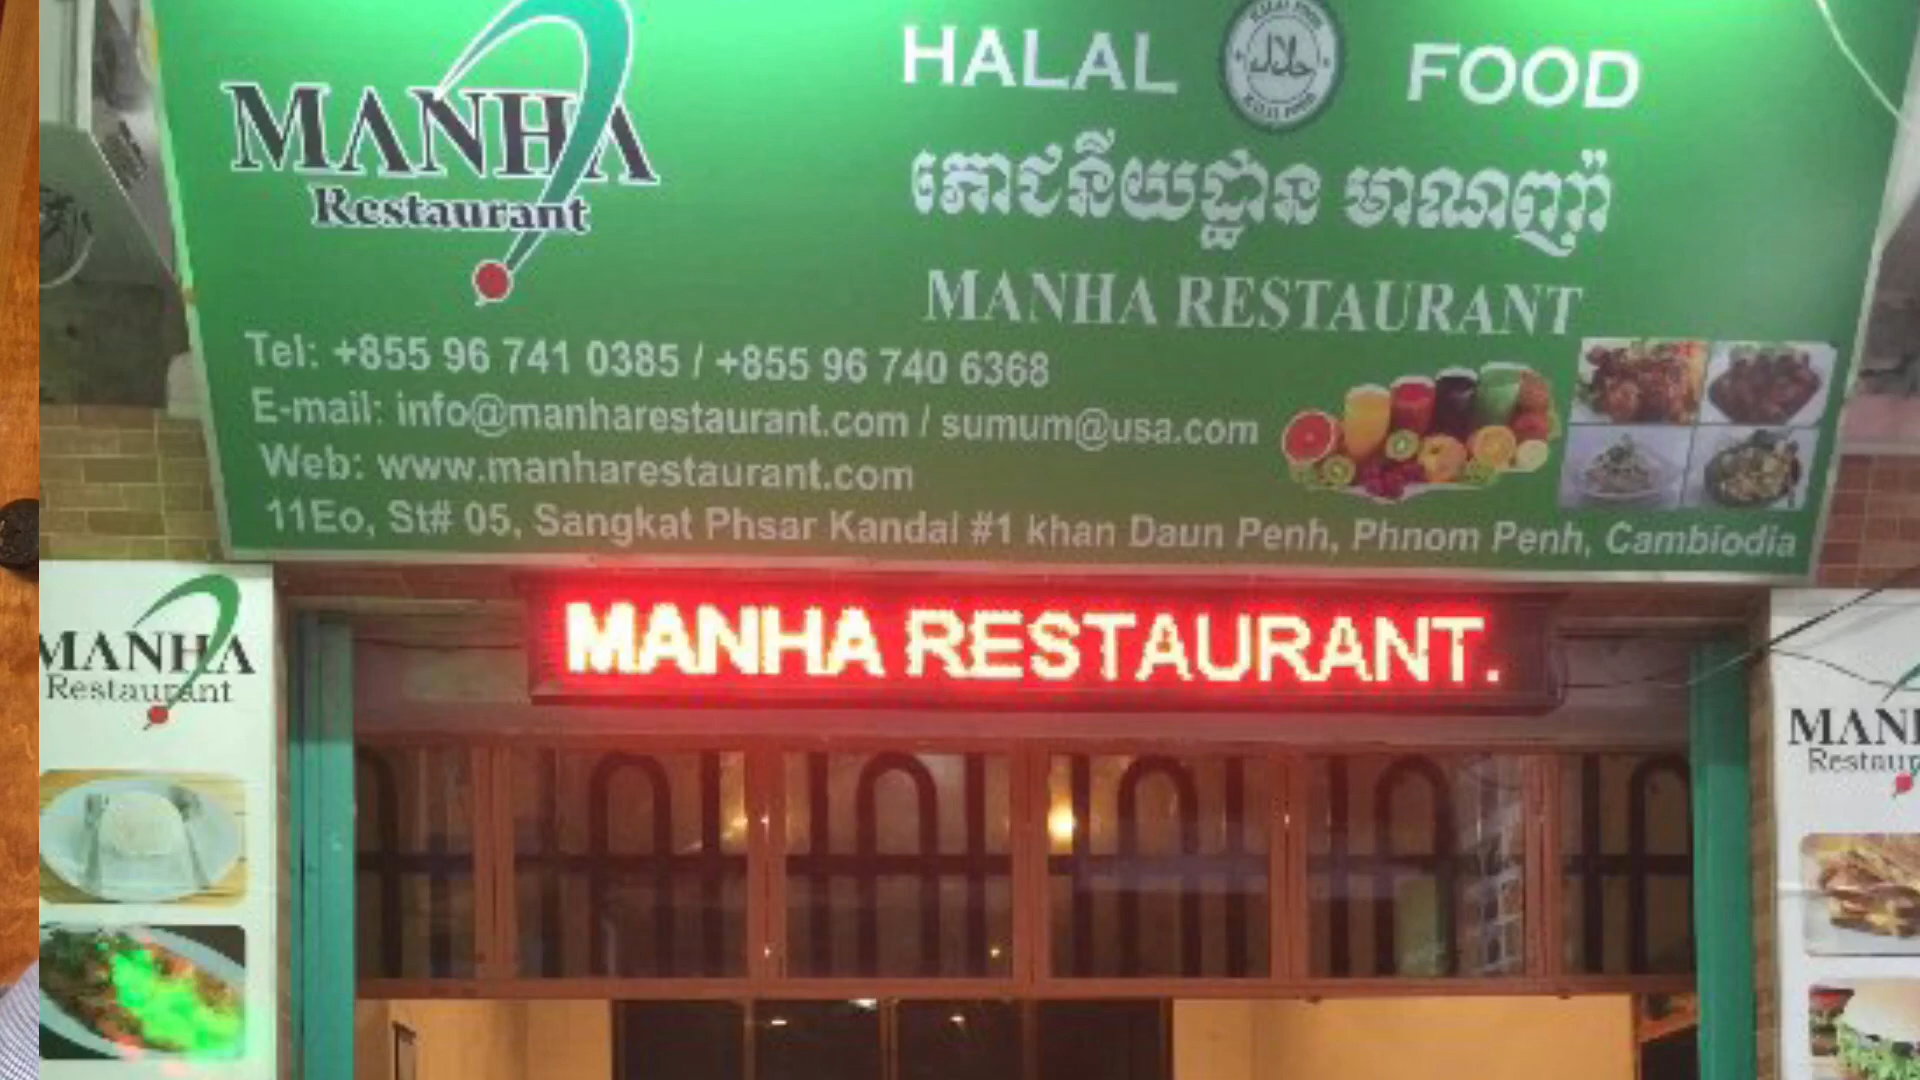 MANHA
Restaurant
HALAL FOOD
حلال
ភោជនីយដ្ឋាន មាណញ៉ា
MANHA RESTAURANT
Tel: +855 96 741 0385 / +855 96 740 6368
E-mail: info@manharestaurant.com / sumum@usa.com
Web: www.manharestaurant.com
11Eo, St# 05, Sangkat Phsar Kandal #1 khan Daun Penh, Phnom Penh, Cambiodia
MANHA RESTAURANT.
MANHA
Restaurant